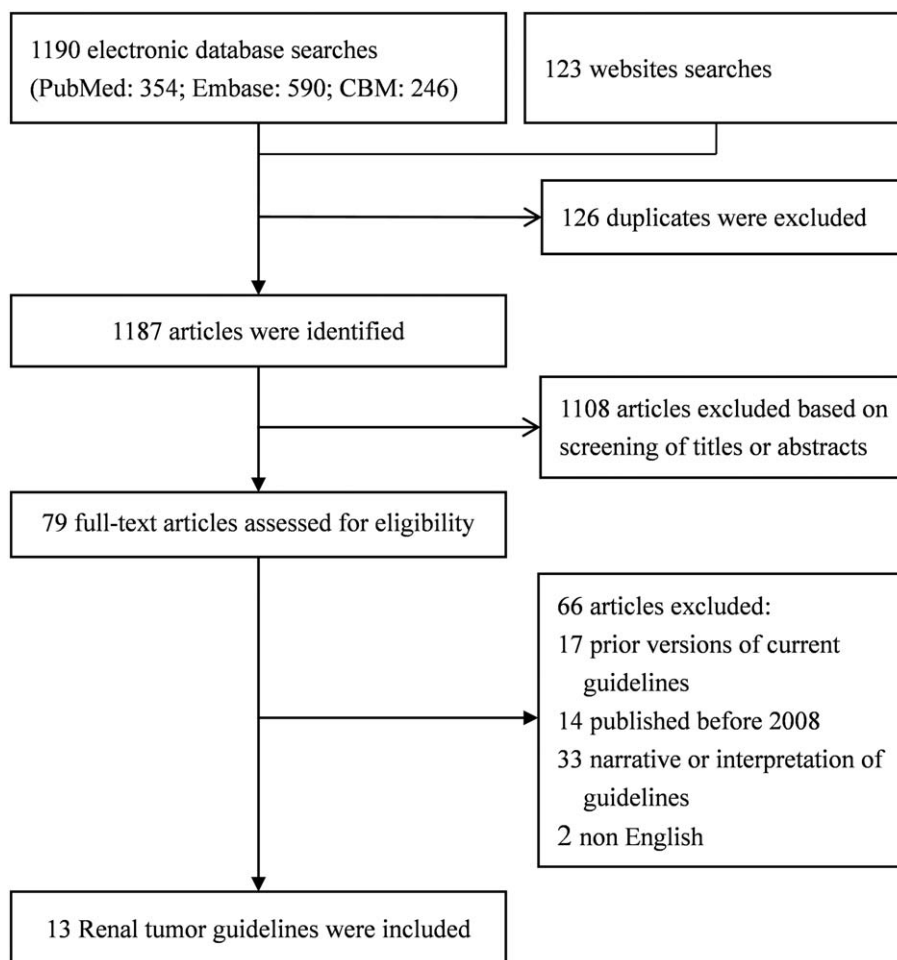 1190 electronic database searches
(PubMed: 354; Embase: 590; CBM: 246)
123 websites searches
126 duplicates were excluded
1187 articles were identified
1108 articles excluded based on
screening of titles or abstracts
79 full-text articles assessed for eligibility
66 articles excluded:
17 prior versions of current
guidelines
14 published before 2008
33 narrative or interpretation of
guidelines
2 non English
13 Renal tumor guidelines were included